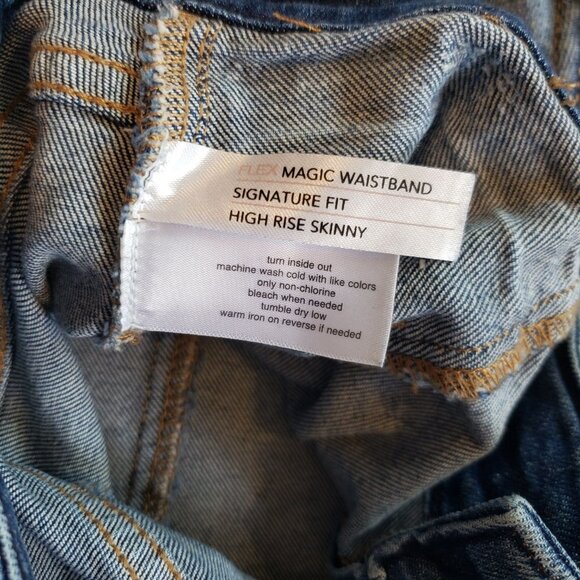 FLEX MAGIC WAISTBAND
SIGNATURE FIT
HIGH RISE SKINNY
turn inside out
machine wash cold with like colors
only non-chlorine
bleach when needed
tumble dry low
warm iron on reverse if needed